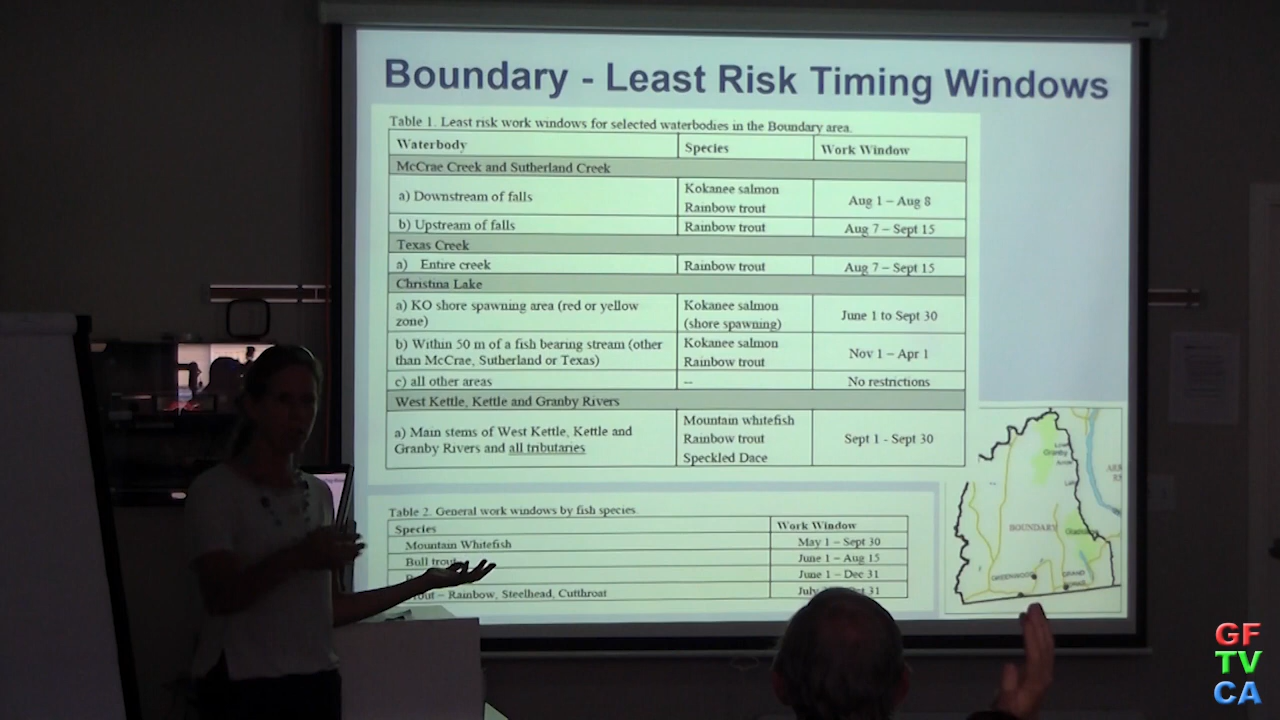 Boundary - Least Risk Timing Windows
Table 1. Least risk work windows for selected waterbodies in the Boundary area.
Waterbody Species Work Window
McCrae Creek and Sutherland Creek
a) Downstream of falls Kokanee salmon Rainbow trout Aug 1 – Aug 8
b) Upstream of falls Rainbow trout Aug 7 – Sept 15
Texas Creek
a) Entire creek Rainbow trout Aug 7 – Sept 15
Christina Lake
a) KO shore spawning area (red or yellow
zone) Kokanee salmon
(shore spawning) June 1 to Sept 30
b) Within 50 m of a fish bearing stream (other
than McCrae, Sutherland or Texas) Kokanee salmon
Rainbow trout Nov 1 – Apr 1
c) all other areas -- No restrictions
West Kettle, Kettle and Granby Rivers
a) Main stems of West Kettle, Kettle and
Granby Rivers and all tributaries Mountain whitefish
Rainbow trout
Speckled Dace Sept 1 - Sept 30
Table 2. General work windows by fish species.
Species Work Window
Mountain Whitefish May 1 – Sept 30
Bull trout June 1 – Aug 15
June 1 – Dec 31
– Rainbow, Steelhead, Cutthroat July 31
Granby
BOUNDARY
GREENWOOD
GRAND
GF
TV
CA